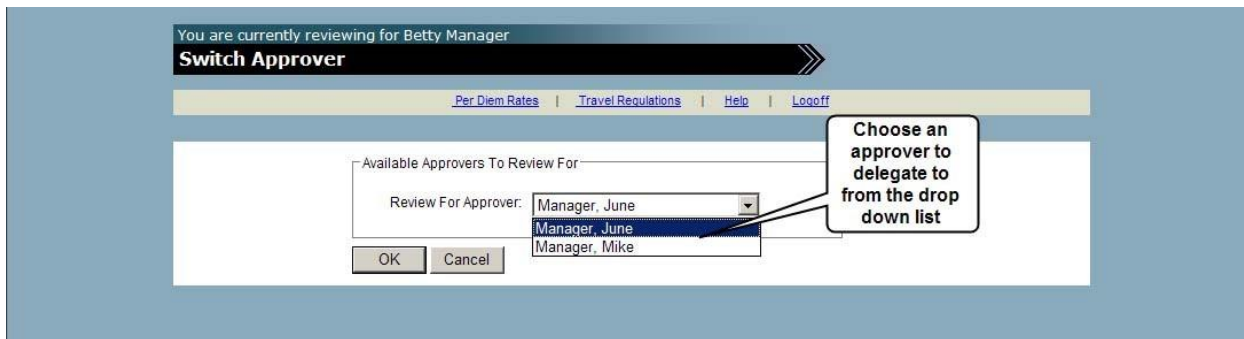 You are currently reviewing for Betty Manager
Switch Approver
Per Diem Rates | Travel Regulations | Help | Logoff
Choose an
approver to
delegate to
from the drop
down list
Available Approvers To Review For
Review For Approver: Manager, June
Manager, June
Manager, Mike
OK Cancel